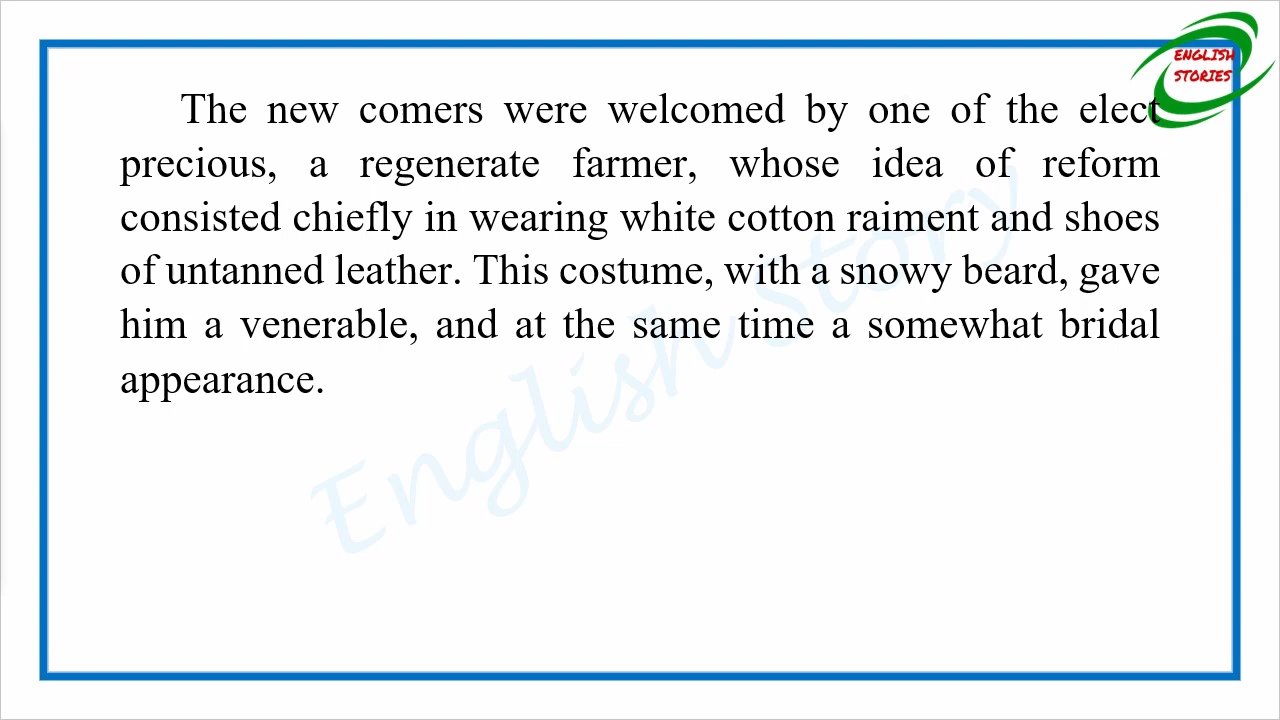 ENGLISH
STORIES
The new comers were welcomed by one of the elect
precious, a regenerate farmer, whose idea of reform
consisted chiefly in wearing white cotton raiment and shoes
of untanned leather. This costume, with a snowy beard, gave
him a venerable, and at the same time a somewhat bridal
appearance.
English Story